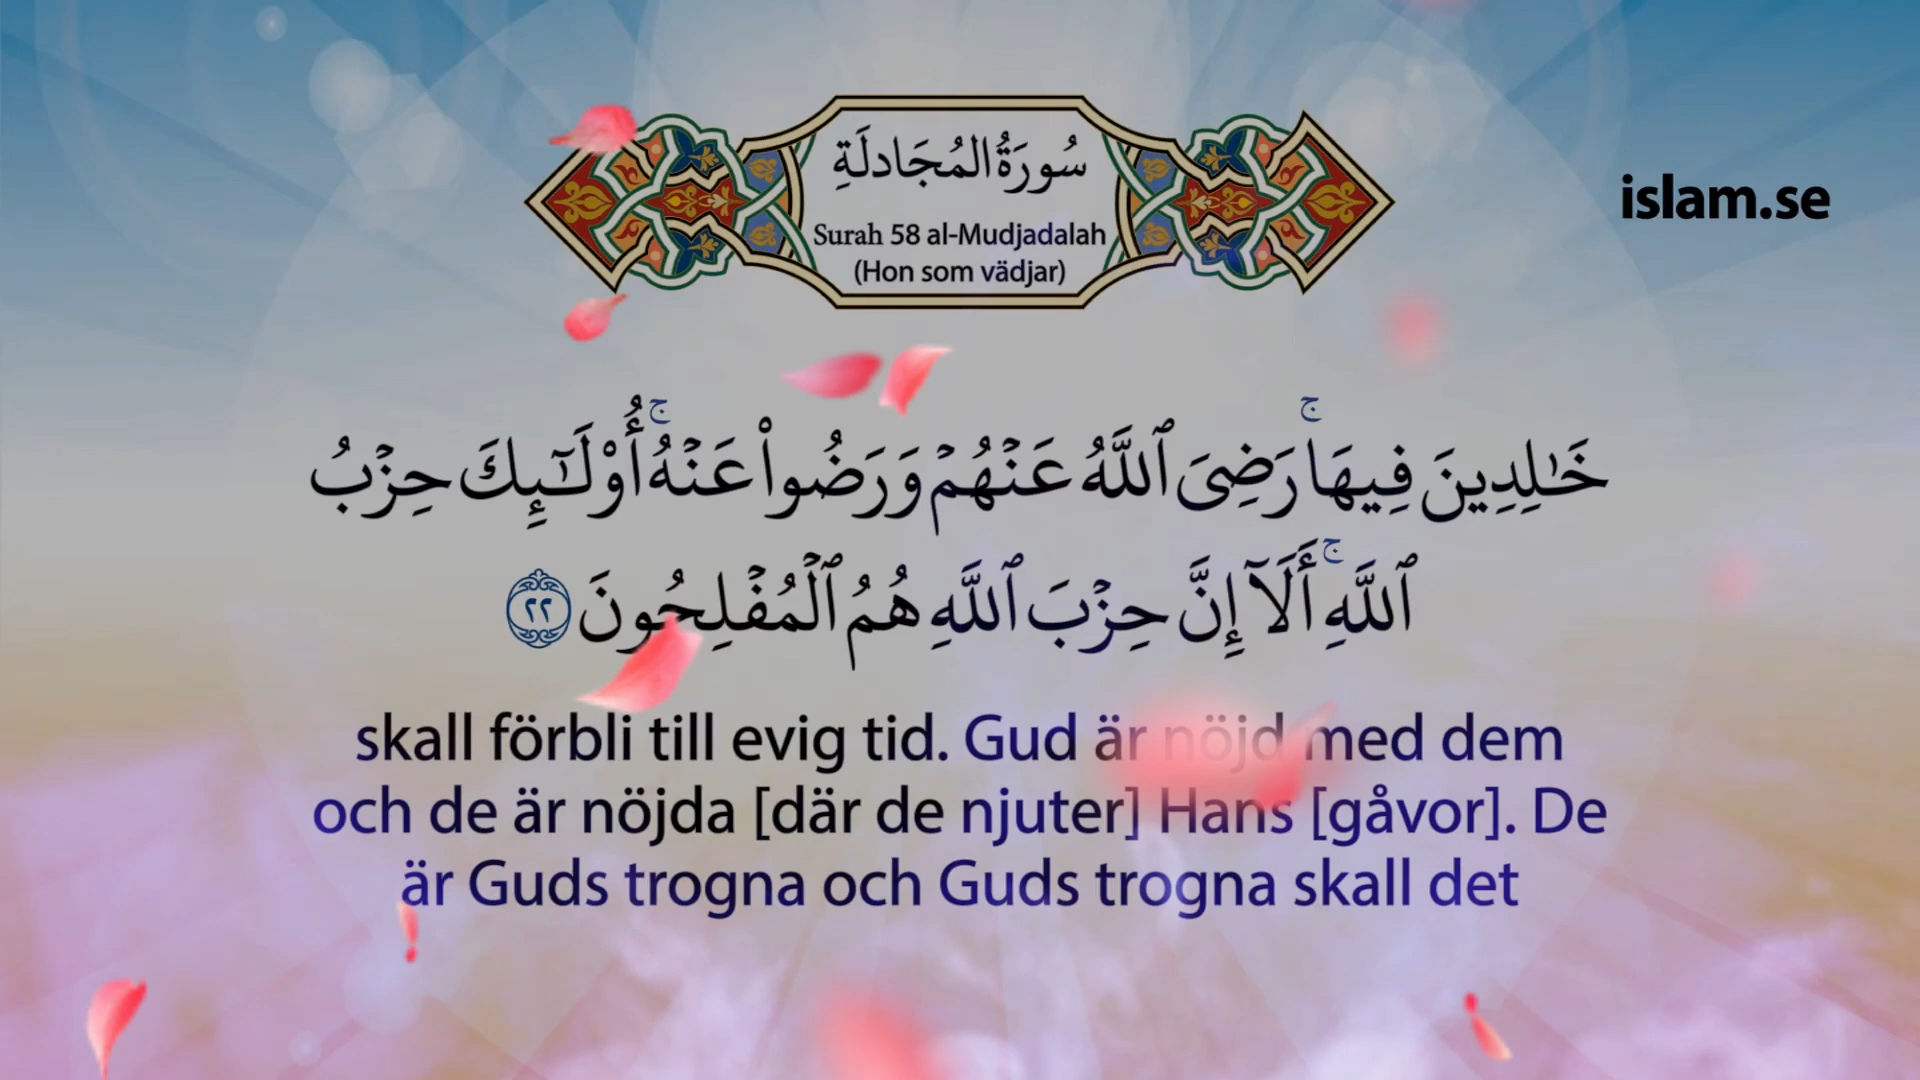 سُورَةُ المُجَادلَةِ
Surah 58 al-Mudjadalah
(Hon som vädjar)
islam.se
خَٰلِدِينَ فِيهَا ۚ رَضِىَ ٱللَّهُ عَنْهُمْ وَرَضُوا۟ عَنْهُ ۚ أُو۟لَٰٓئِكَ حِزْبُ
ٱللَّهِ ۚ أَلَآ إِنَّ حِزْبَ ٱللَّهِ هُمُ ٱلْمُفْلِحُونَ ٢٢
skall förbli till evig tid. Gud är nöjd med dem
och de är nöjda [där de njuter] Hans [gåvor]. De
är Guds trogna och Guds trogna skall det